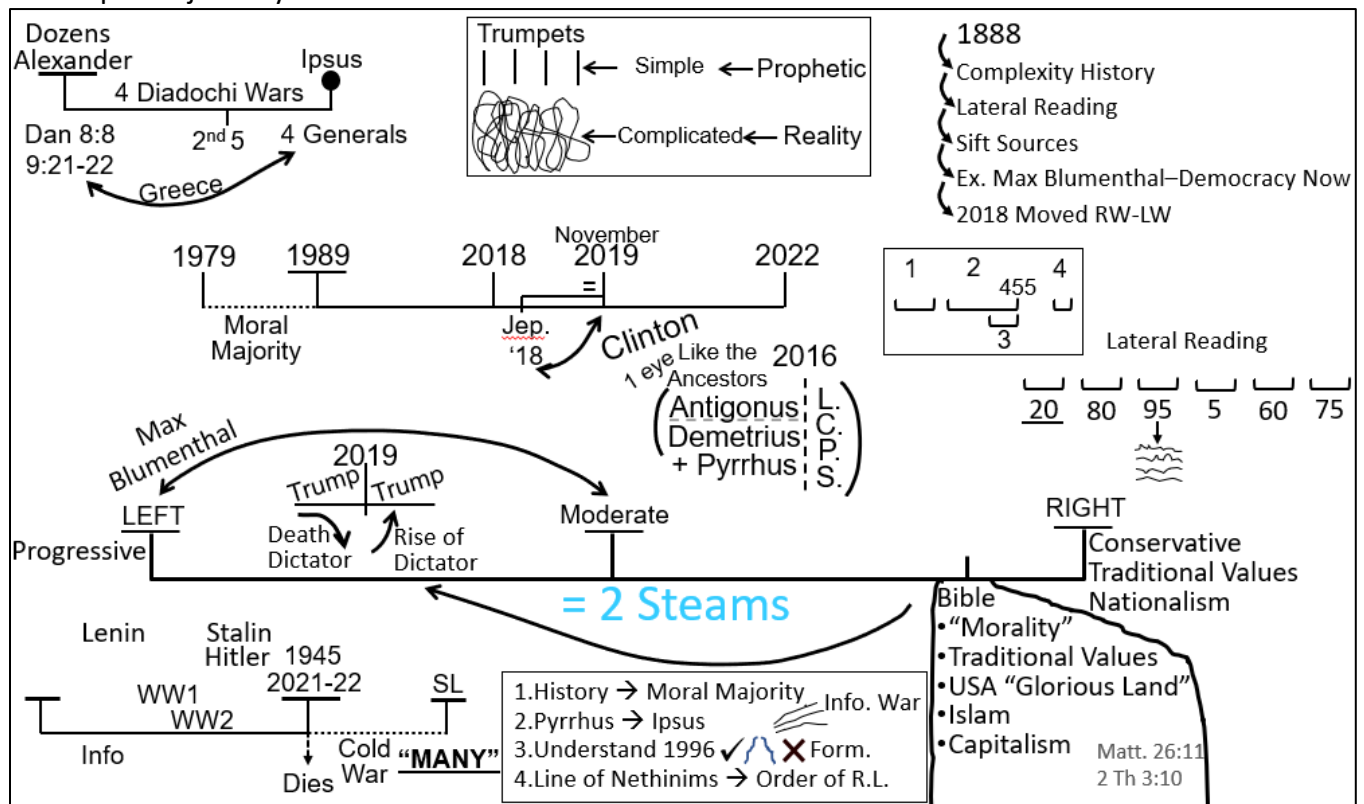 Dozens
Alexander
Ipsus
4 Diadochi Wars
Dan 8:8
9:21-22
2nd 5
4 Generals
Greece
Trumpets
Simple
Prophetic
Complicated
Reality
1888
Complexity History
Lateral Reading
Sift Sources
Ex. Max Blumenthal–Democracy Now
2018 Moved RW-LW
1979
1989
2018
November
2019
2022
=
Moral
Majority
Jep.
‘18
Clinton
1 eye
Like the
Ancestors
2016
Antigonus
Demetrius
+ Pyrrhus
L.
C.
P.
S.
1
2
4
455
3
Lateral Reading
20 80 95 5 60 75
Max
Blumenthal
2019
Trump
Trump
Death
Dictator
Rise of
Dictator
LEFT
Progressive
Moderate
RIGHT
Conservative
Traditional Values
Nationalism
= 2 Steams
Bible
•“Morality”
•Traditional Values
•USA “Glorious Land”
•Islam
•Capitalism
Matt. 26:11
2 Th 3:10
Lenin
Stalin
Hitler
1945
2021-22
SL
WW1
WW2
Info
Dies
Cold
War
“MANY”
1.History → Moral Majority
Info. War
2.Pyrrhus → Ipsus
3.Understand 1996 ✓ ✗ Form.
4.Line of Nethinims → Order of R.L.